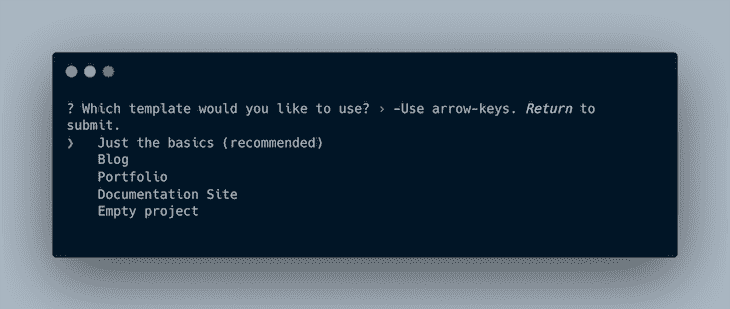 ? Which template would you like to use? › -Use arrow-keys. Return to
submit.
❯   Just the basics (recommended)
    Blog
    Portfolio
    Documentation Site
    Empty project